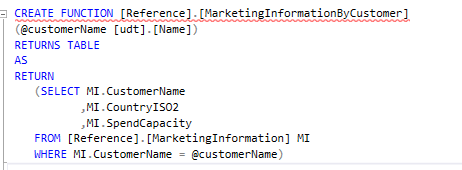 CREATE FUNCTION [Reference].[MarketingInformationByCustomer]
(@customerName [udt].[Name])
RETURNS TABLE
AS
RETURN
(SELECT MI.CustomerName
,MI.CountryISO2
,MI.SpendCapacity
FROM [Reference].[MarketingInformation] MI
WHERE MI.CustomerName = @customerName)